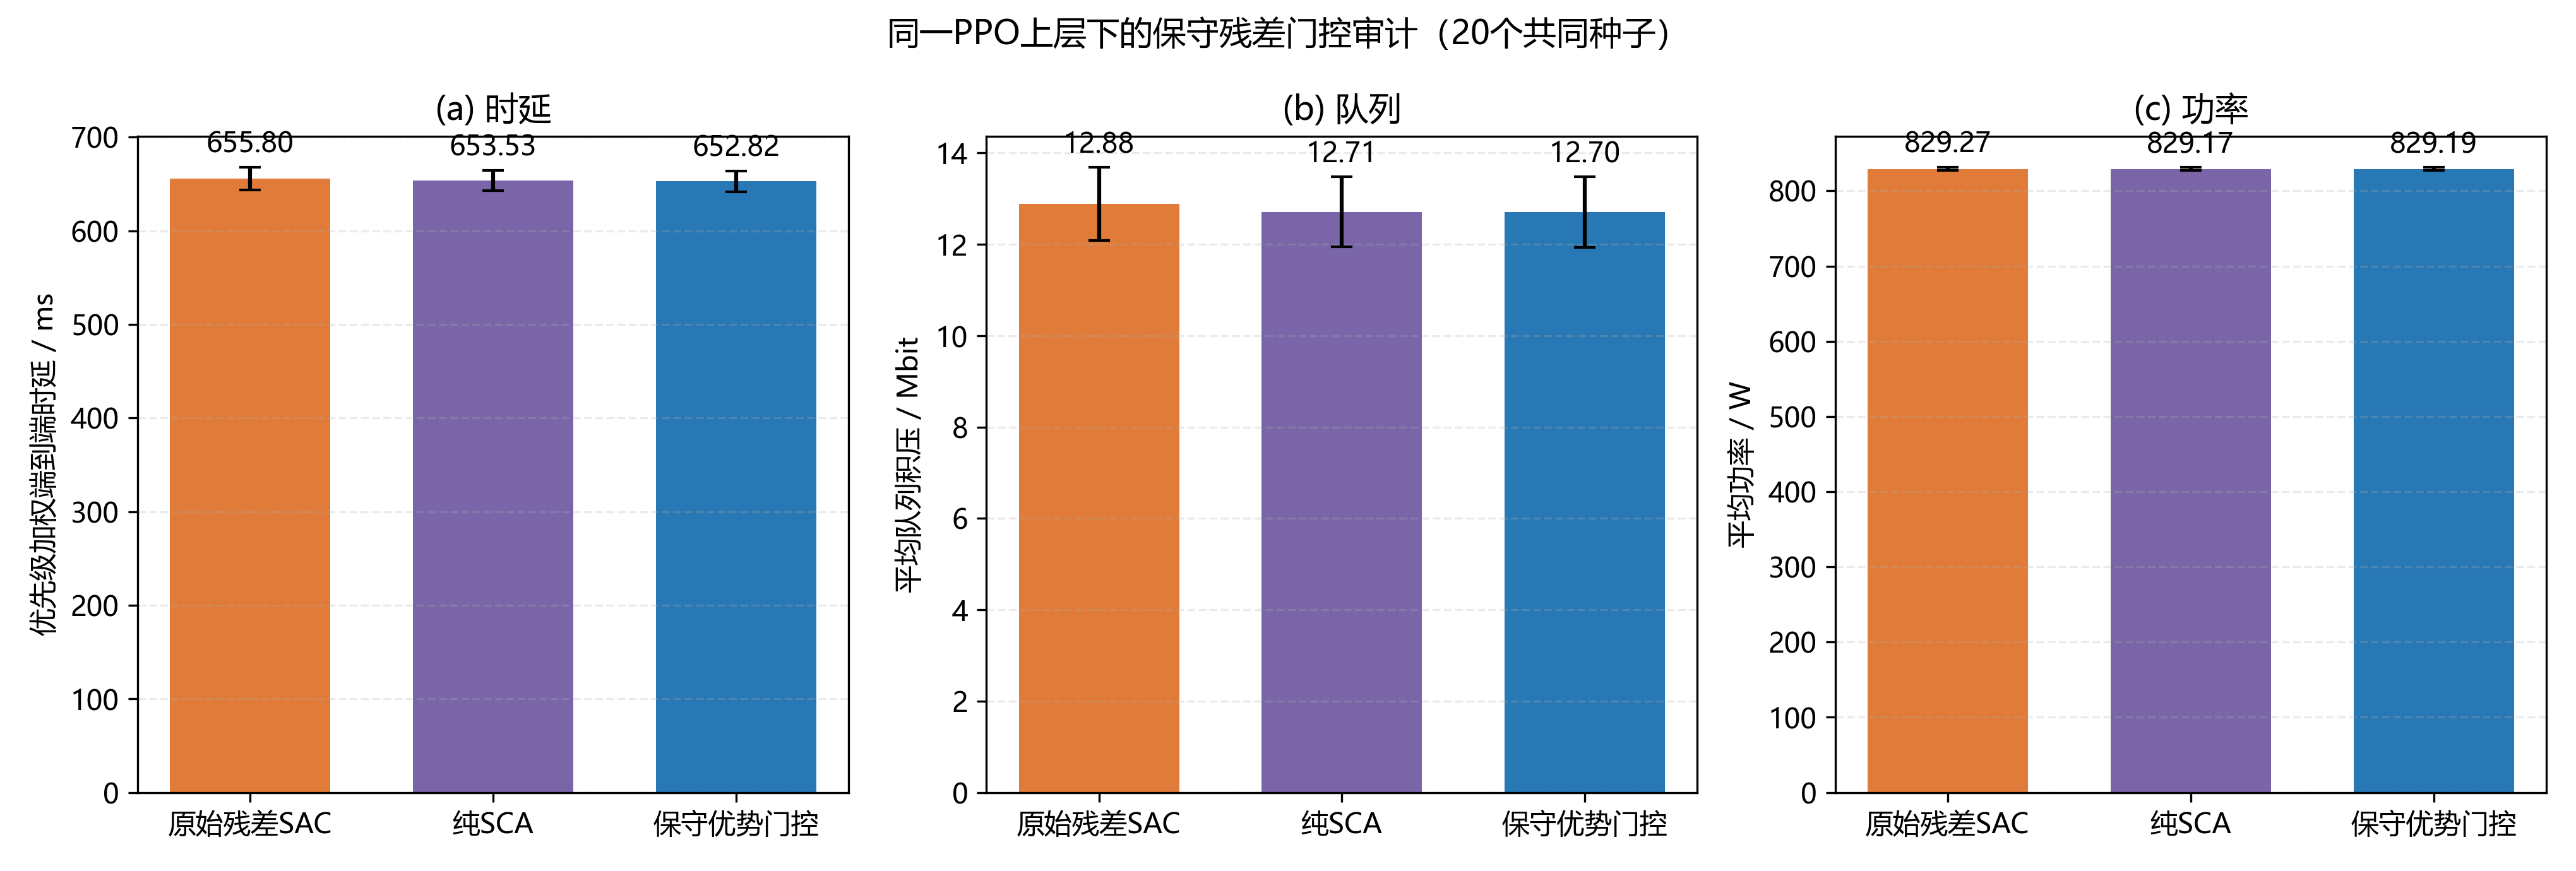 同一PPO上层下的保守残差门控审计（20个共同种子）
(a) 时延
优先级加权端到端时延 / ms
700
600
500
400
300
200
100
0
655.80
653.53
652.82
原始残差SAC
纯SCA
保守优势门控
(b) 队列
平均队列积压 / Mbit
14
12
10
8
6
4
2
0
12.88
12.71
12.70
原始残差SAC
纯SCA
保守优势门控
(c) 功率
平均功率 / W
800
700
600
500
400
300
200
100
0
829.27
829.17
829.19
原始残差SAC
纯SCA
保守优势门控